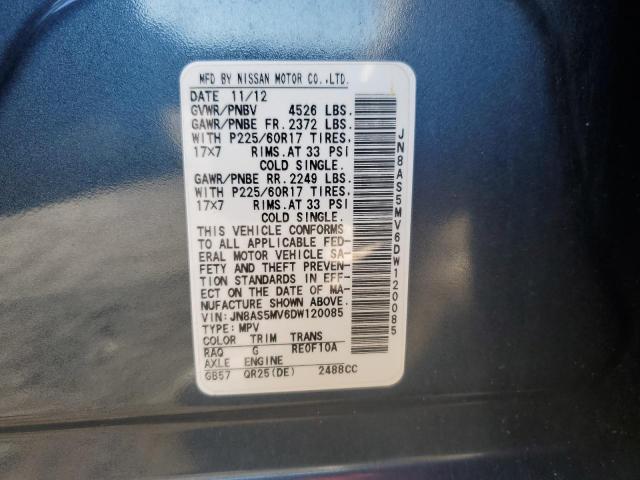 MFD BY NISSAN MOTOR CO.,LTD.
DATE 11/12
GVWR/PNBV 4526 LBS.
GAWR/PNBE FR. 2372 LBS.
WITH P225/60R17 TIRES,
17x7 RIMS.AT 33 PSI
COLD SINGLE.
GAWR/PNBE RR. 2249 LBS.
WITH P225/60R17 TIRES,
17x7 RIMS.AT 33 PSI
COLD SINGLE.
THIS VEHICLE CONFORMS
TO ALL APPLICABLE FED-
ERAL MOTOR VEHICLE SA-
FETY AND THEFT PREVEN-
TION STANDARDS IN EFF-
ECT ON THE DATE OF MA-
NUFACTURE SHOWN ABOVE.
VIN: JN8AS5MV6DW120085
TYPE: MPV
COLOR TRIM TRANS
RAQ G RE0F10A
AXLE ENGINE
GB57 QR25(DE) 2488CC
JN8AS5MV6DW120085